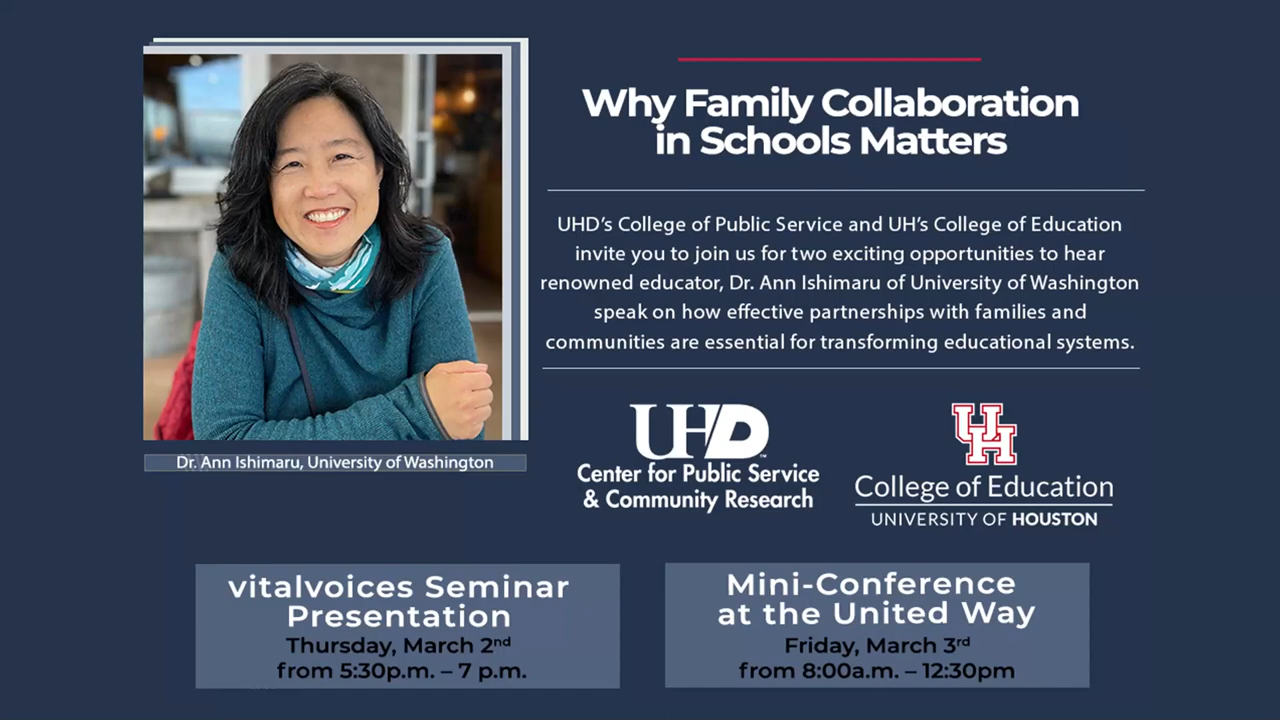 Why Family Collaboration
in Schools Matters
UHD’s College of Public Service and UH’s College of Education
invite you to join us for two exciting opportunities to hear
renowned educator, Dr. Ann Ishimaru of University of Washington
speak on how effective partnerships with families and
communities are essential for transforming educational systems.
Dr. Ann Ishimaru, University of Washington
UHD™
Center for Public Service
& Community Research
UH
College of Education
UNIVERSITY OF HOUSTON
vitalvoices Seminar
Presentation
Thursday, March 2nd
from 5:30p.m. – 7 p.m.
Mini-Conference
at the United Way
Friday, March 3rd
from 8:00a.m. – 12:30pm